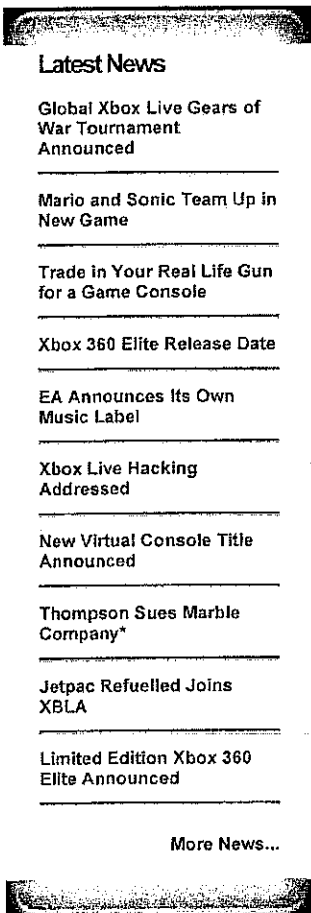 Latest News
Global Xbox Live Gears of
War Tournament
Announced
Mario and Sonic Team Up in
New Game
Trade in Your Real Life Gun
for a Game Console
Xbox 360 Elite Release Date
EA Announces Its Own
Music Label
Xbox Live Hacking
Addressed
New Virtual Console Title
Announced
Thompson Sues Marble
Company*
Jetpac Refuelled Joins
XBLA
Limited Edition Xbox 360
Elite Announced
More News...